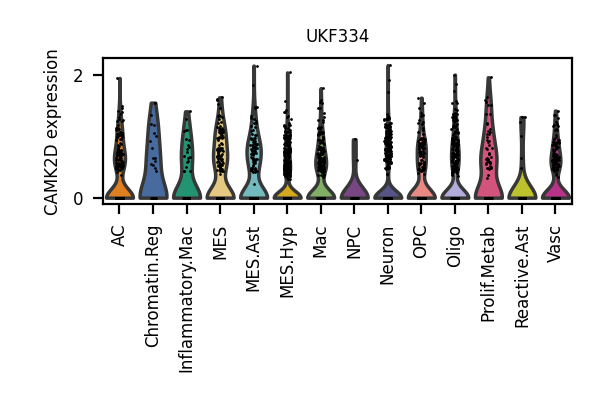 UKF334
CAMK2D expression
2
0
AC
Chromatin.Reg
Inflammatory.Mac
MES
MES.Ast
MES.Hyp
Mac
NPC
Neuron
OPC
Oligo
Prolif.Metab
Reactive.Ast
Vasc